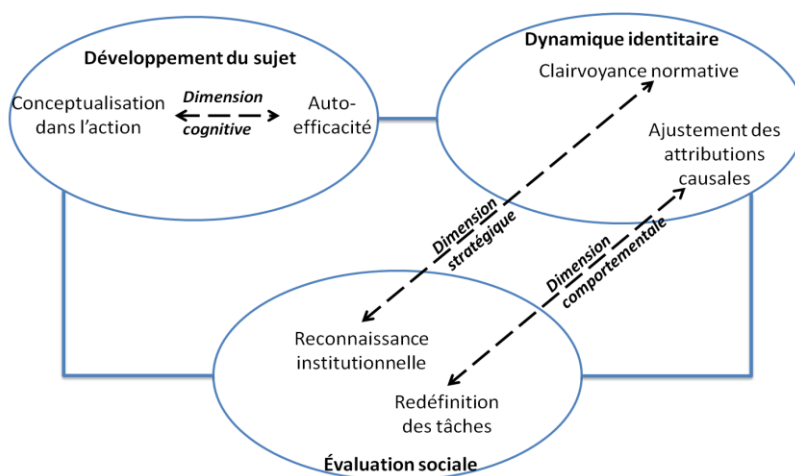 Développement du sujet
Conceptualisation
dans l'action
Dimension
cognitive
Auto-
efficacité
Dynamique identitaire
Clairvoyance normative
Ajustement des
attributions
causales
Dimension
stratégique
Dimension
comportementale
Reconnaissance
institutionnelle
Redéfinition
des tâches
Évaluation sociale